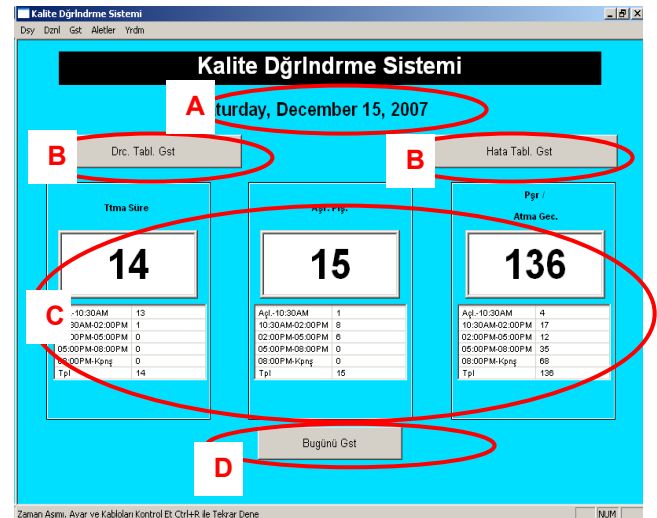 Kalite Dğrlndrme Sistemi
Dsy Dznl Gst Aletler Yrdm
Kalite Dğrlndrme Sistemi
A
turday, December 15, 2007
B
Drc. Tabl. Gst
B
Hata Tabl. Gst
Ttma Süre
Aşr. Piş.
Pşr /
Atma Gec.
14
15
136
C
-10:30AM 13
30AM-02:00PM 1
00PM-05:00PM 0
05:00PM-08:00PM 0
08:00PM-Kpnş 0
Tpl 14
Açl.-10:30AM 1
10:30AM-02:00PM 8
02:00PM-05:00PM 6
05:00PM-08:00PM 0
08:00PM-Kpnş 0
Tpl 15
Açl.-10:30AM 4
10:30AM-02:00PM 17
02:00PM-05:00PM 12
05:00PM-08:00PM 35
08:00PM-Kpnş 68
Tpl 136
Bugünü Gst
D
Zaman Asımı, Ayar ve Kabloları Kontrol Et Ctrl+R ile Tekrar Dene
NUM